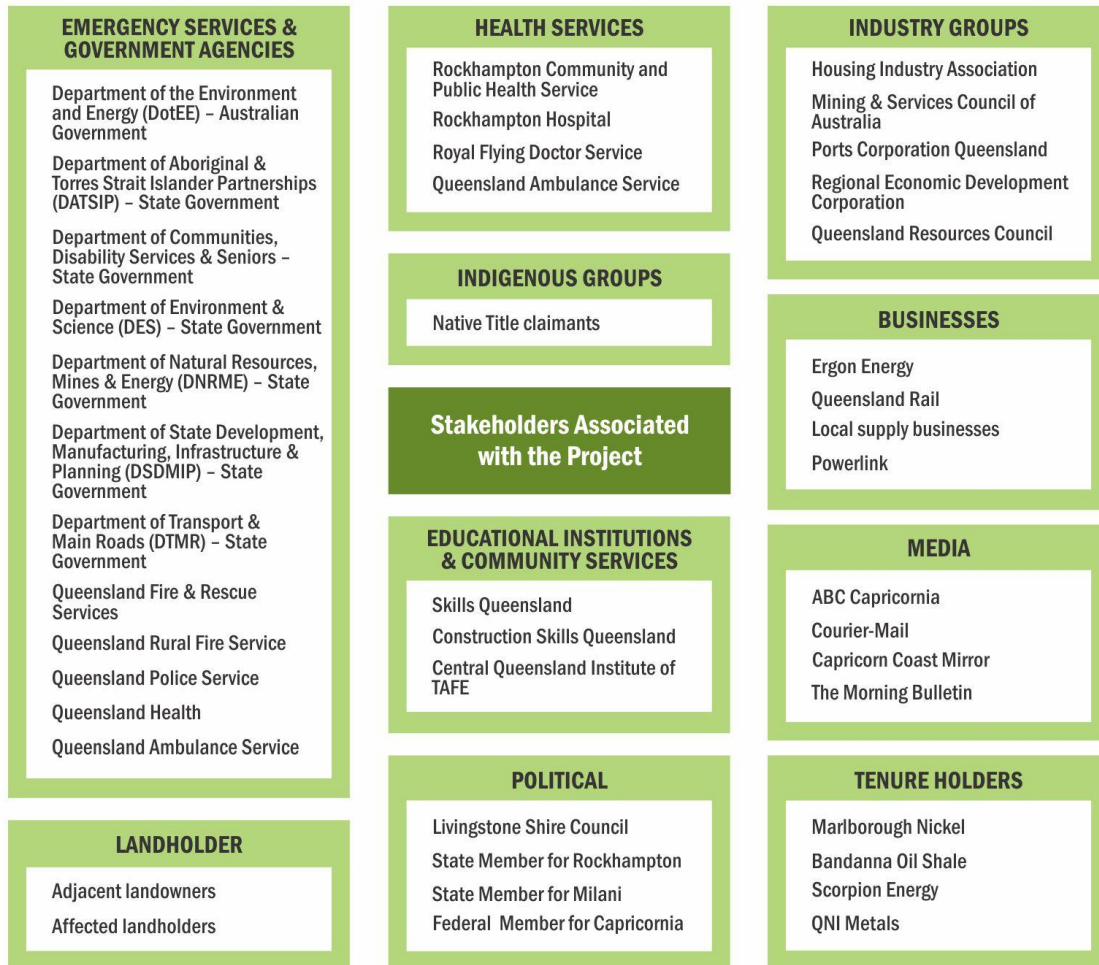 EMERGENCY SERVICES &
GOVERNMENT AGENCIES
Department of the Environment
and Energy (DotEE) – Australian
Government
Department of Aboriginal &
Torres Strait Islander Partnerships
(DATSIP) – State Government
Department of Communities,
Disability Services & Seniors –
State Government
Department of Environment &
Science (DES) – State Government
Department of Natural Resources,
Mines & Energy (DNRME) – State
Government
Department of State Development,
Manufacturing, Infrastructure &
Planning (DSDMIP) – State
Government
Department of Transport &
Main Roads (DTMR) – State
Government
Queensland Fire & Rescue
Services
Queensland Rural Fire Service
Queensland Police Service
Queensland Health
Queensland Ambulance Service
LANDHOLDER
Adjacent landowners
Affected landholders
HEALTH SERVICES
Rockhampton Community and
Public Health Service
Rockhampton Hospital
Royal Flying Doctor Service
Queensland Ambulance Service
INDIGENOUS GROUPS
Native Title claimants
Stakeholders Associated
with the Project
EDUCATIONAL INSTITUTIONS
& COMMUNITY SERVICES
Skills Queensland
Construction Skills Queensland
Central Queensland Institute of
TAFE
POLITICAL
Livingstone Shire Council
State Member for Rockhampton
State Member for Milani
Federal Member for Capricornia
INDUSTRY GROUPS
Housing Industry Association
Mining & Services Council of
Australia
Ports Corporation Queensland
Regional Economic Development
Corporation
Queensland Resources Council
BUSINESSES
Ergon Energy
Queensland Rail
Local supply businesses
Powerlink
MEDIA
ABC Capricornia
Courier-Mail
Capricorn Coast Mirror
The Morning Bulletin
TENURE HOLDERS
Marlborough Nickel
Bandanna Oil Shale
Scorpion Energy
QNI Metals